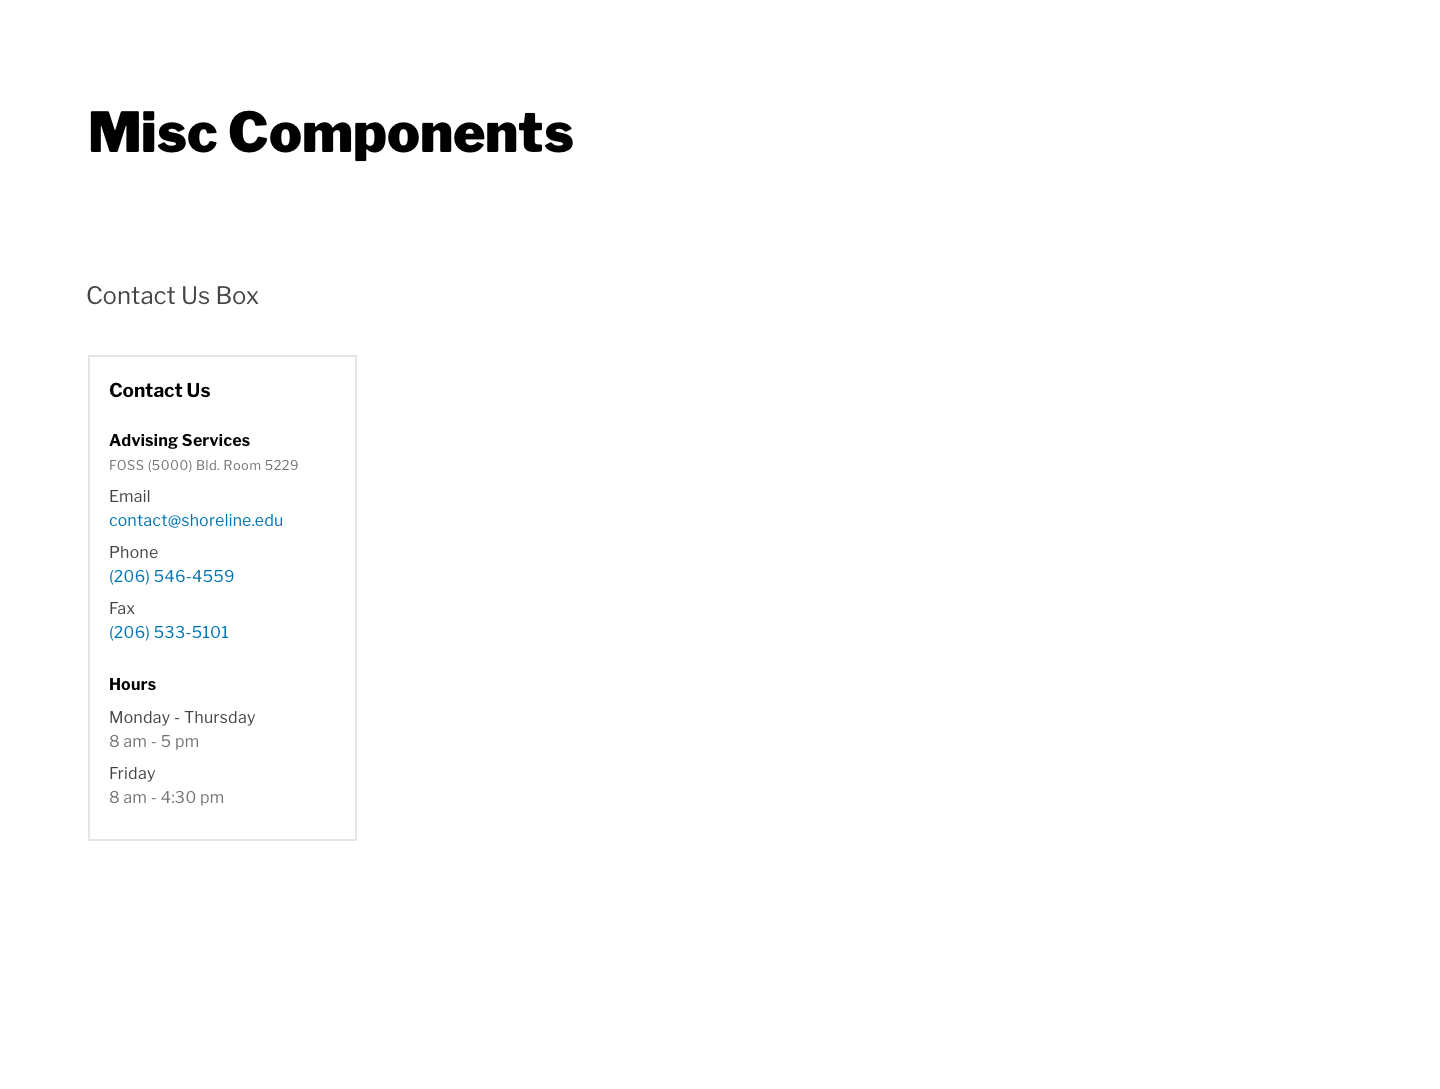 Misc Components
Contact Us Box
Contact Us
Advising Services
FOSS (5000) Bld. Room 5229
Email
contact@shoreline.edu
Phone
(206) 546-4559
Fax
(206) 533-5101
Hours
Monday - Thursday
8 am - 5 pm
Friday
8 am - 4:30 pm